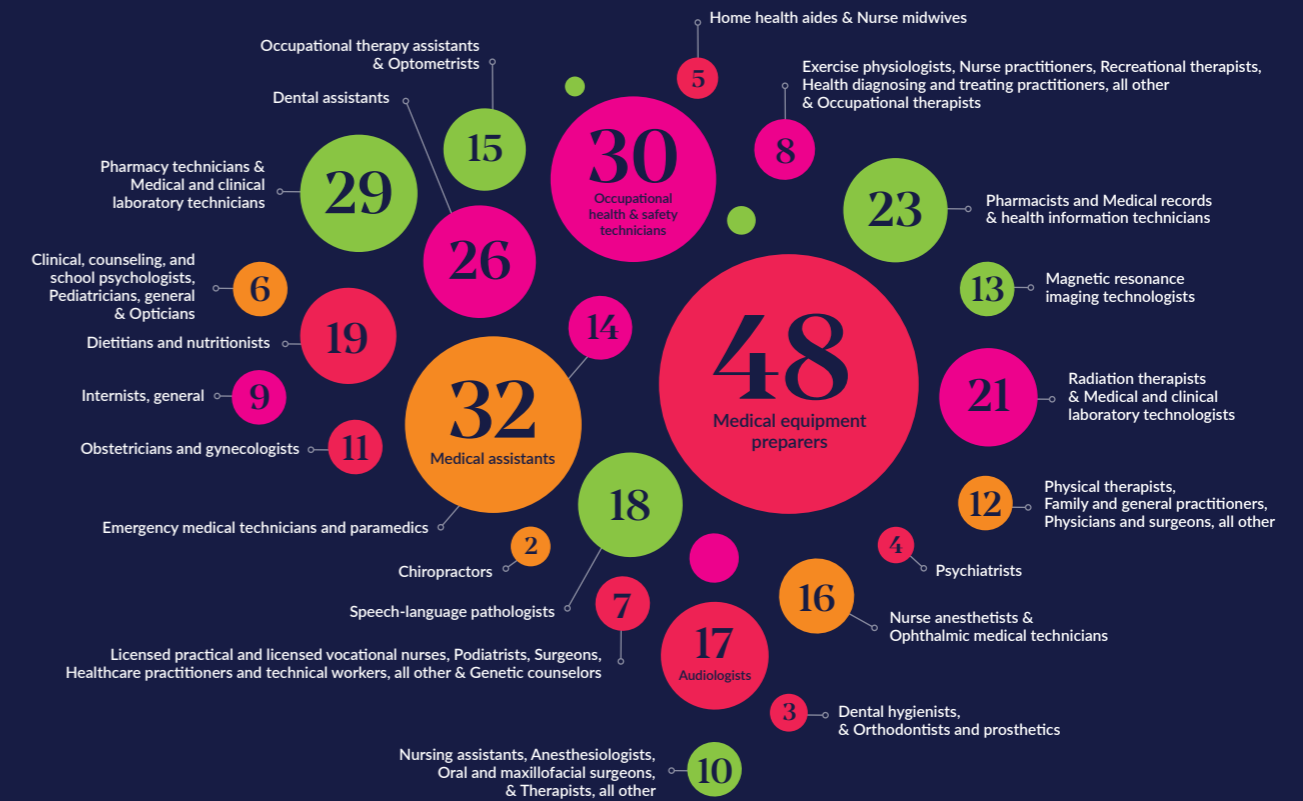 Home health aides & Nurse midwives
5
Occupational therapy assistants
& Optometrists
15
Exercise physiologists, Nurse practitioners, Recreational therapists,
Health diagnosing and treating practitioners, all other
& Occupational therapists
8
Dental assistants
26
30
Occupational
health & safety
technicians
Pharmacy technicians &
Medical and clinical
laboratory technicians
29
23
Pharmacists and Medical records
& health information technicians
Clinical, counseling, and
school psychologists,
Pediatricians, general
& Opticians
6
13
Magnetic resonance
imaging technologists
Dietitians and nutritionists
19
14
48
Medical equipment
preparers
21
Radiation therapists
& Medical and clinical
laboratory technologists
Internists, general
9
32
Medical assistants
Obstetricians and gynecologists
11
Emergency medical technicians and paramedics
18
12
Physical therapists,
Family and general practitioners,
Physicians and surgeons, all other
Chiropractors
2
4
Psychiatrists
Speech-language pathologists
7
16
Nurse anesthetists &
Ophthalmic medical technicians
Licensed practical and licensed vocational nurses, Podiatrists, Surgeons,
Healthcare practitioners and technical workers, all other & Genetic counselors
17
Audiologists
3
Dental hygienists,
& Orthodontists and prosthetics
Nursing assistants, Anesthesiologists,
Oral and maxillofacial surgeons,
& Therapists, all other
10